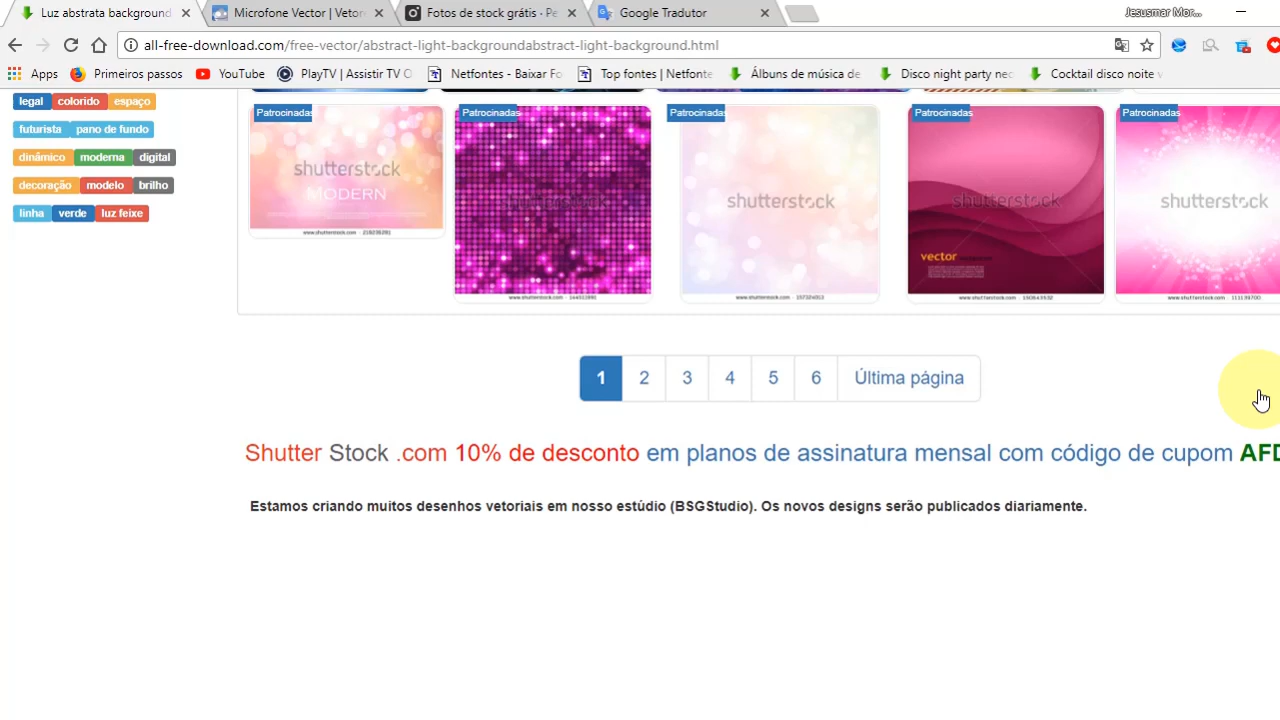 Luz abstrata background
Microfone Vector | Vetor
Fotos de stock grátis - Pe
Google Tradutor
Jesusmar Mor...
all-free-download.com/free-vector/abstract-light-backgroundabstract-light-background.html
Apps
Primeiros passos
YouTube
PlayTV | Assistir TV O
Netfontes - Baixar Fo
Top fontes | Netfonte
Álbuns de música de
Disco night party nec
Cocktail disco noite v
legal colorido espaço
futurista pano de fundo
dinâmico moderna digital
decoração modelo brilho
linha verde luz feixe
Patrocinadas
shutterstock
MODERN
www.shutterstock.com · 218235281
Patrocinadas
shutterstock
Patrocinadas
shutterstock
Patrocinadas
shutterstock
vector
Patrocinadas
shutterstock
1 2 3 4 5 6 Última página
Shutter Stock .com 10% de desconto em planos de assinatura mensal com código de cupom AFD
Estamos criando muitos desenhos vetoriais em nosso estúdio (BSGStudio). Os novos designs serão publicados diariamente.